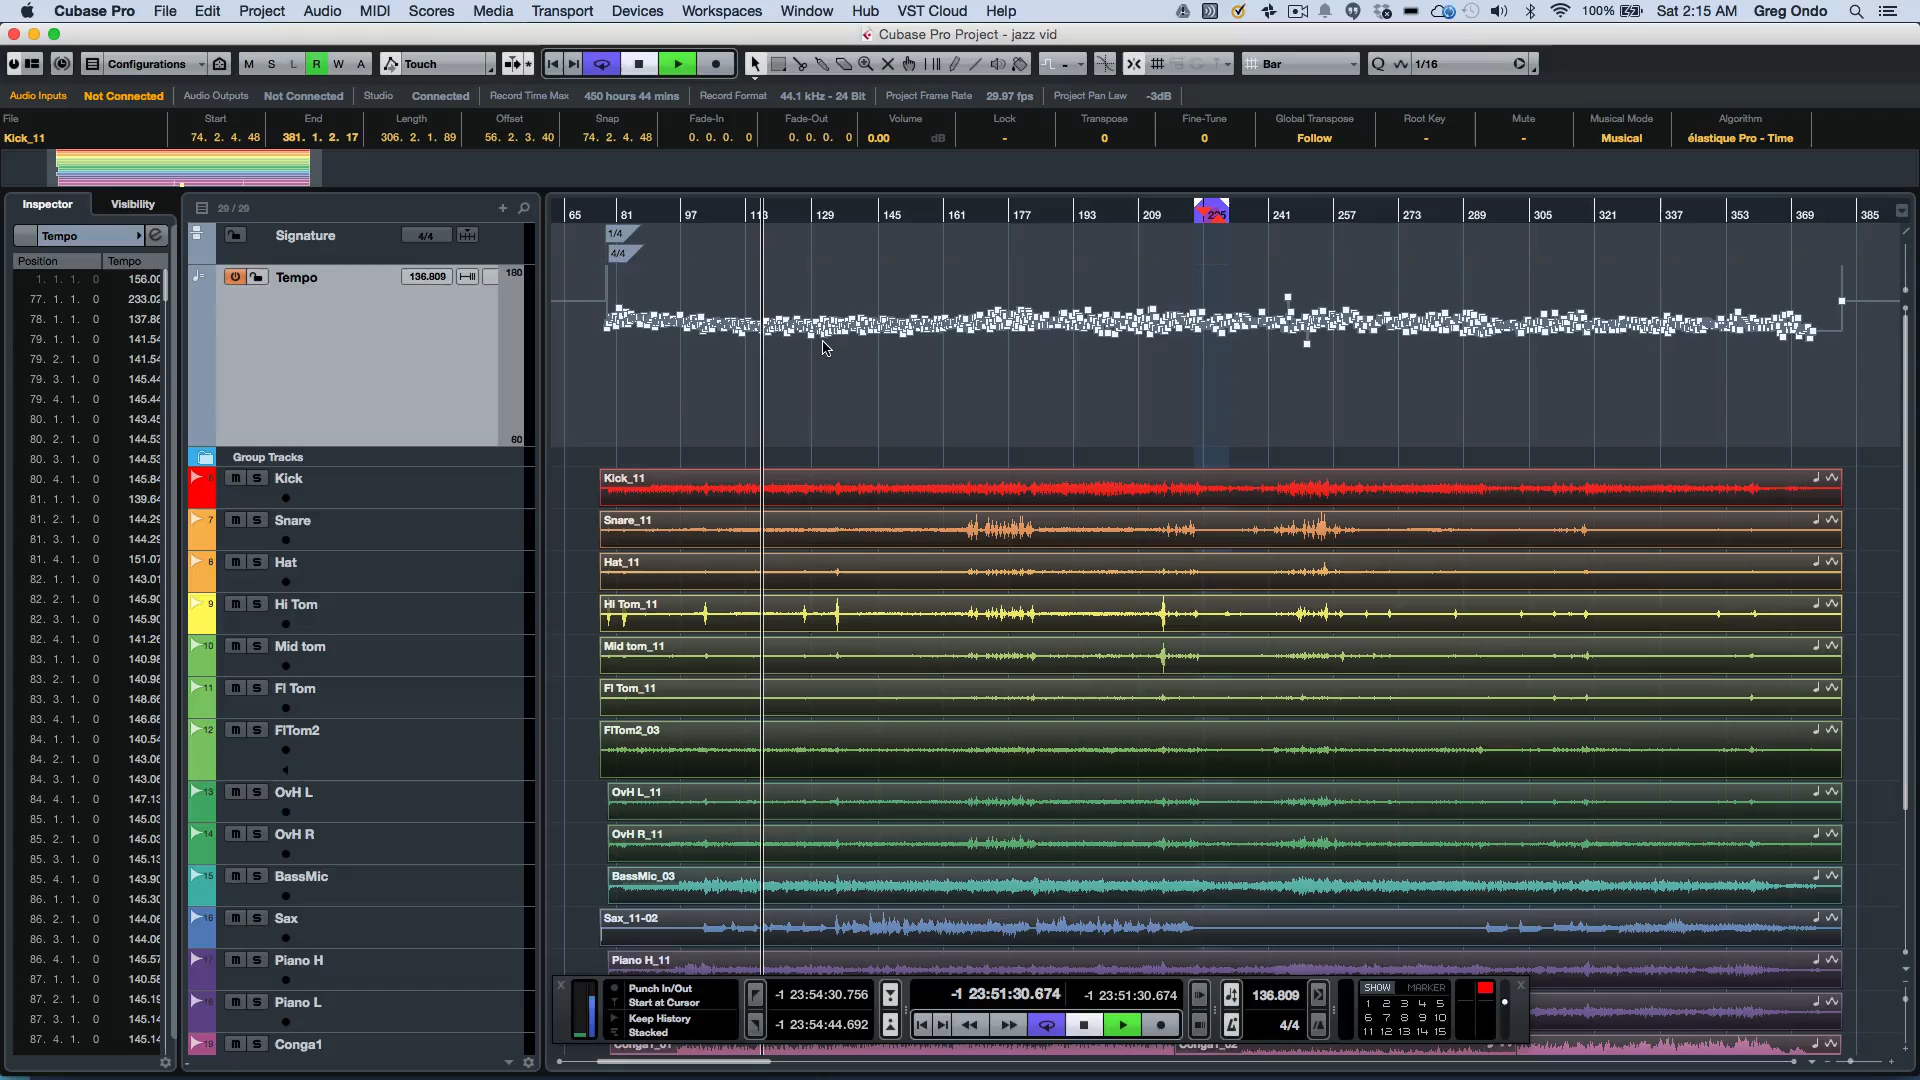 Cubase Pro File Edit Project Audio MIDI Scores Media Transport Devices Workspaces Window Hub VST Cloud Help 100% Sat 2:15 AM Greg Ondo
Cubase Pro Project - jazz vid
Configurations M S L R W A Touch Bar Q 1/16
Audio Inputs Not Connected Audio Outputs Not Connected Studio Connected Record Time Max 450 hours 44 mins Record Format 44.1 kHz - 24 Bit Project Frame Rate 29.97 fps Project Pan Law -3dB
File Start End Length Offset Snap Fade-In Fade-Out Volume Lock Transpose Fine-Tune Global Transpose Root Key Mute Musical Mode Algorithm
Kick_11 74. 2. 4. 48 381. 1. 2. 17 306. 2. 1. 89 56. 2. 3. 40 74. 2. 4. 48 0. 0. 0. 0 0. 0. 0. 0 0.00 dB - 0 0 Follow - - Musical élastique Pro - Time
Inspector Visibility 29 / 29
65 81 97 113 129 145 161 177 193 209 225 241 257 273 289 305 321 337 353 369 385
Tempo
Position Tempo
1. 1. 1. 0 156.00
77. 1. 1. 0 233.02
78. 1. 1. 0 137.86
79. 1. 1. 0 141.54
79. 2. 1. 0 141.54
79. 3. 1. 0 145.44
79. 4. 1. 0 145.44
80. 1. 1. 0 143.45
80. 2. 1. 0 144.53
80. 3. 1. 0 144.53
80. 4. 1. 0 145.84
81. 1. 1. 0 139.64
81. 2. 1. 0 144.29
81. 3. 1. 0 144.29
81. 4. 1. 0 151.07
82. 1. 1. 0 143.01
82. 2. 1. 0 145.90
82. 3. 1. 0 145.90
82. 4. 1. 0 141.26
83. 1. 1. 0 140.98
83. 2. 1. 0 140.98
83. 3. 1. 0 148.66
83. 4. 1. 0 146.68
84. 1. 1. 0 140.54
84. 2. 1. 0 143.06
84. 3. 1. 0 143.06
84. 4. 1. 0 147.13
85. 1. 1. 0 145.03
85. 2. 1. 0 145.03
85. 3. 1. 0 145.13
85. 4. 1. 0 143.90
86. 1. 1. 0 145.30
86. 2. 1. 0 144.06
86. 3. 1. 0 144.06
86. 4. 1. 0 145.57
87. 1. 1. 0 140.58
87. 2. 1. 0 145.19
87. 3. 1. 0 145.14
87. 4. 1. 0 145.14
Signature 4/4
1/4
4/4
Tempo 136.809 180
60
Group Tracks
m S Kick
Kick_11
7 m S Snare
Snare_11
8 m S Hat
Hat_11
9 m S Hi Tom
Hi Tom_11
10 m S Mid tom
Mid tom_11
11 m S Fl Tom
Fl Tom_11
12 m S FlTom2
FlTom2_03
13 m S OvH L
OvH L_11
14 m S OvH R
OvH R_11
15 m S BassMic
BassMic_03
16 m S Sax
Sax_11-02
m S Piano H
Piano H_11
18 m S Piano L
19 Conga1
Conga1_01 Conga1_02
Punch In/Out
Start at Cursor
Keep History
Stacked
-1 23:54:30.756
-1 23:54:44.692
-1 23:51:30.674 -1 23:51:30.674
136.809
4/4
SHOW MARKER
1 2 3 4 5
6 7 8 9 10
11 12 13 14 15